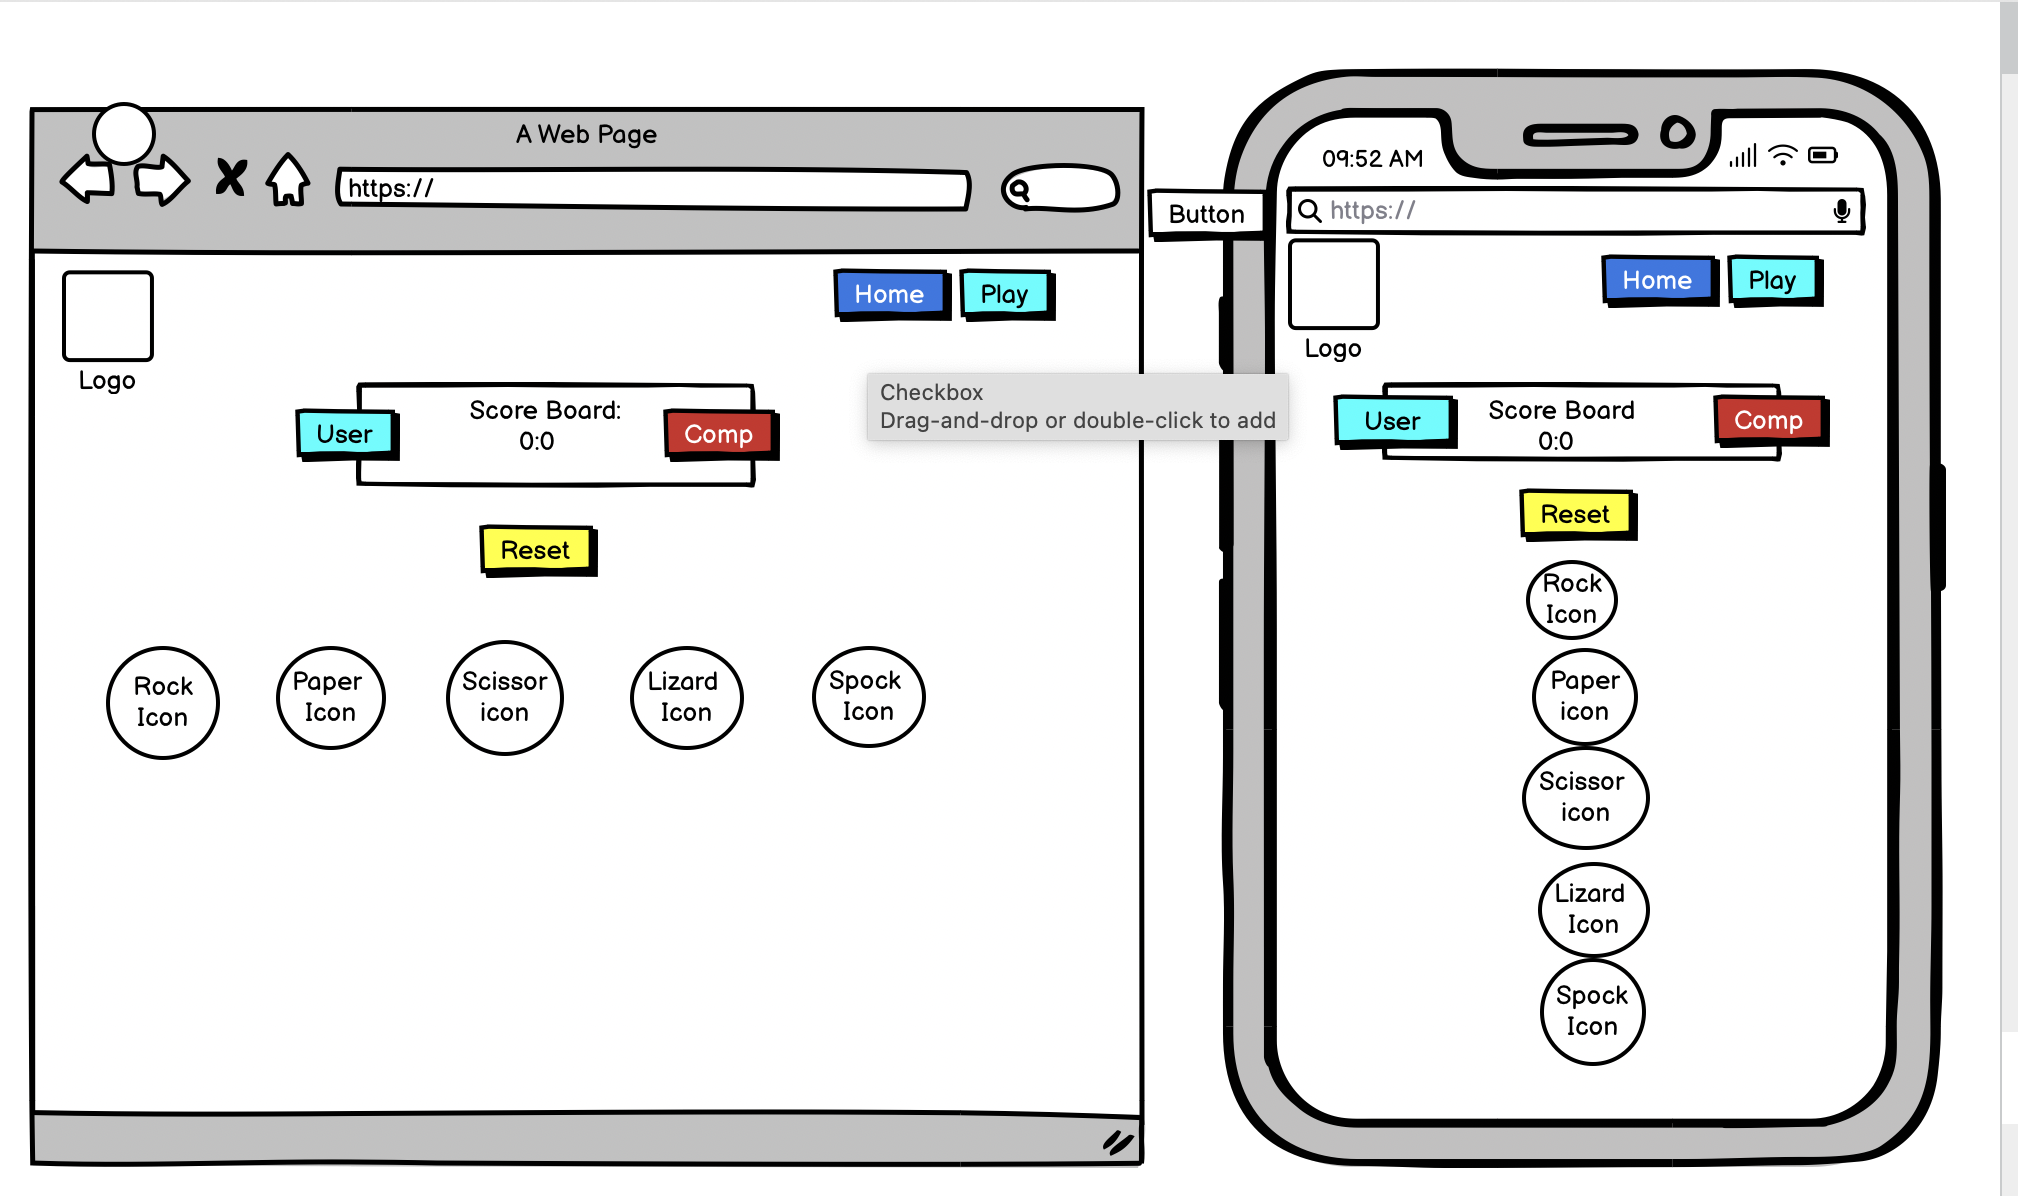 A Web Page
https://
Home
Play
Logo
User
Score Board:
0:0
Comp
Reset
Rock
Icon
Paper
Icon
Scissor
icon
Lizard
Icon
Spock
Icon
Button
Checkbox
Drag-and-drop or double-click to add
09:52 AM
https://
Home
Play
Logo
User
Score Board
0:0
Comp
Reset
Rock
Icon
Paper
icon
Scissor
icon
Lizard
Icon
Spock
Icon